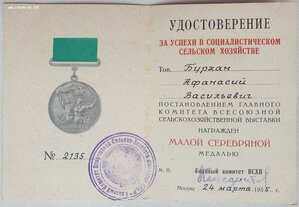 УДОСТОВЕРЕНИЕ
ЗА УСПЕХИ В СОЦИАЛИСТИЧЕСКОМ
СЕЛЬСКОМ ХОЗЯЙСТВЕ
Тов. Бурхан
Афанасий
Васильевич
ПОСТАНОВЛЕНИЕМ ГЛАВНОГО
КОМИТЕТА ВСЕСОЮЗНОЙ
СЕЛЬСКОХОЗЯЙСТВЕННОЙ ВЫСТАВКИ
НАГРАЖДЕН
МАЛОЙ СЕРЕБРЯНОЙ
МЕДАЛЬЮ
М. П. Главный комитет ВСХВ
Москва 24 марта 1955 г.
№ 2135